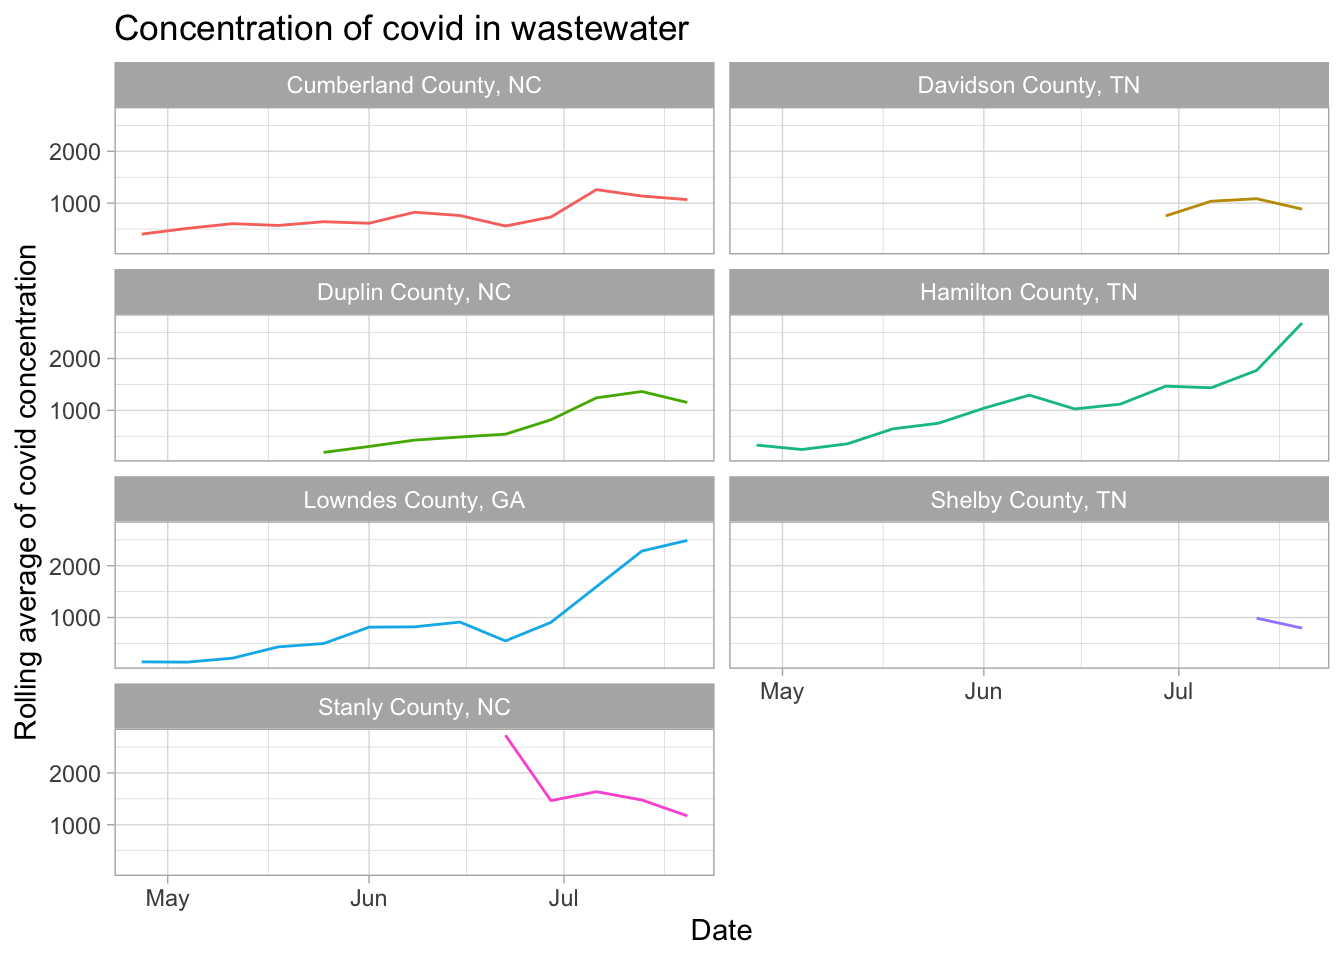 Concentration of covid in wastewater
Cumberland County, NC
Davidson County, TN
2000
1000
Duplin County, NC
Hamilton County, TN
2000
1000
Lowndes County, GA
Shelby County, TN
2000
1000
May Jun Jul
Stanly County, NC
2000
1000
May Jun Jul
Date
Rolling average of covid concentration